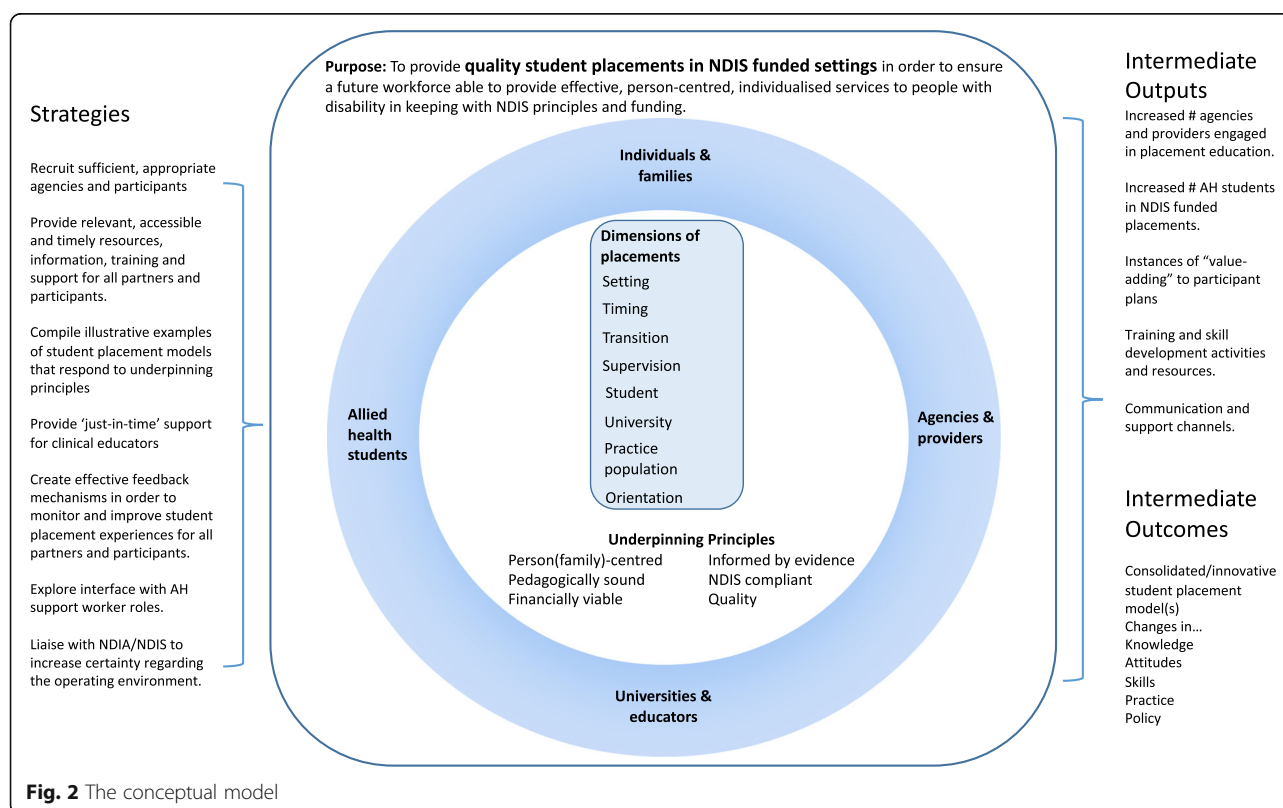 Purpose: To provide quality student placements in NDIS funded settings in order to ensure
a future workforce able to provide effective, person-centred, individualised services to people with
disability in keeping with NDIS principles and funding.
Strategies
Recruit sufficient, appropriate
agencies and participants
Provide relevant, accessible
and timely resources,
information, training and
support for all partners and
participants.
Compile illustrative examples
of student placement models
that respond to underpinning
principles
Provide ‘just-in-time’ support
for clinical educators
Create effective feedback
mechanisms in order to
monitor and improve student
placement experiences for all
partners and participants.
Explore interface with AH
support worker roles.
Liaise with NDIA/NDIS to
increase certainty regarding
the operating environment.
Individuals &
families
Allied
health
students
Dimensions of
placements
Setting
Timing
Transition
Supervision
Student
University
Practice
population
Orientation
Agencies &
providers
Underpinning Principles
Person(family)-centred Informed by evidence
Pedagogically sound NDIS compliant
Financially viable Quality
Universities &
educators
Intermediate
Outputs
Increased # agencies
and providers engaged
in placement education.
Increased # AH students
in NDIS funded
placements.
Instances of “value-
adding” to participant
plans
Training and skill
development activities
and resources.
Communication and
support channels.
Intermediate
Outcomes
Consolidated/innovative
student placement
model(s)
Changes in…
Knowledge
Attitudes
Skills
Practice
Policy
Fig. 2 The conceptual model